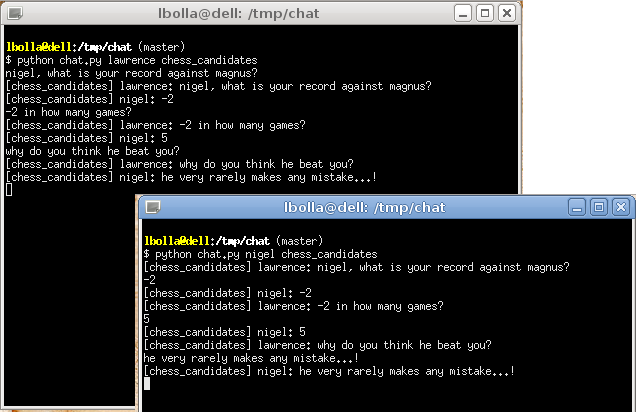 lbolla@dell: /tmp/chat
lbolla@dell:/tmp/chat (master)
$ python chat.py lawrence chess_candidates
nigel, what is your record against magnus?
[chess_candidates] lawrence: nigel, what is your record against magnus?
[chess_candidates] nigel: -2
-2 in how many games?
[chess_candidates] lawrence: -2 in how many games?
[chess_candidates] nigel: 5
why do you think he beat you?
[chess_candidates] lawrence: why do you think he beat you?
[chess_candidates] nigel: he very rarely makes any mistake...!
lbolla@dell: /tmp/chat
lbolla@dell:/tmp/chat (master)
$ python chat.py nigel chess_candidates
[chess_candidates] lawrence: nigel, what is your record against magnus?
-2
[chess_candidates] nigel: -2
[chess_candidates] lawrence: -2 in how many games?
5
[chess_candidates] nigel: 5
[chess_candidates] lawrence: why do you think he beat you?
he very rarely makes any mistake...!
[chess_candidates] nigel: he very rarely makes any mistake...!